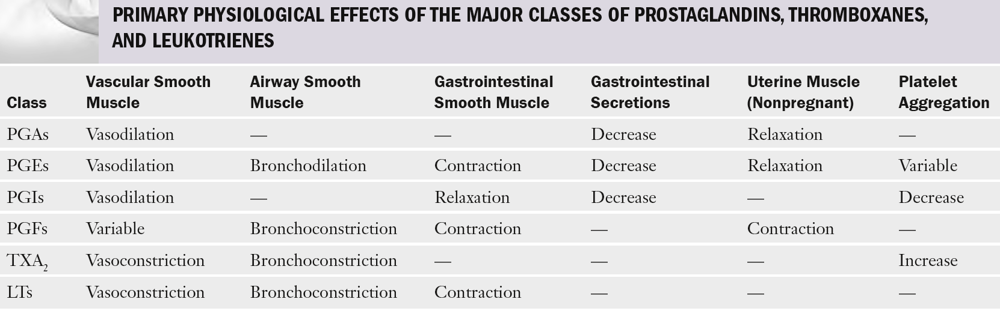 PRIMARY PHYSIOLOGICAL EFFECTS OF THE MAJOR CLASSES OF PROSTAGLANDINS, THROMBOXANES,
AND LEUKOTRIENES
Class Vascular Smooth Muscle Airway Smooth Muscle Gastrointestinal Smooth Muscle Gastrointestinal Secretions Uterine Muscle (Nonpregnant) Platelet Aggregation
PGAs Vasodilation — — Decrease Relaxation —
PGEs Vasodilation Bronchodilation Contraction Decrease Relaxation Variable
PGIs Vasodilation — Relaxation Decrease — Decrease
PGFs Variable Bronchoconstriction Contraction — Contraction —
TXA₂ Vasoconstriction Bronchoconstriction — — — Increase
LTs Vasoconstriction Bronchoconstriction Contraction — — —